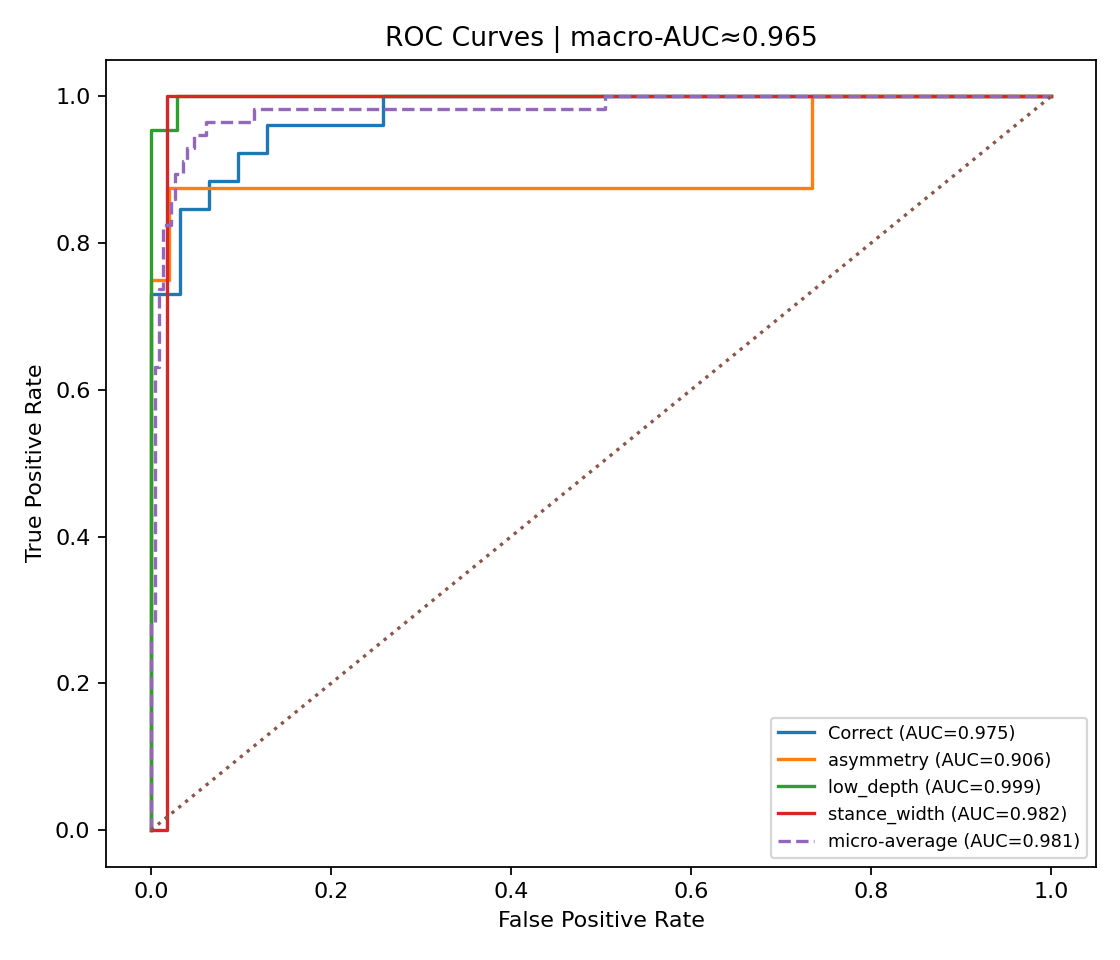 ROC Curves | macro-AUC≈0.965
True Positive Rate
1.0
0.8
0.6
0.4
0.2
0.0
0.0 0.2 0.4 0.6 0.8 1.0
False Positive Rate
Correct (AUC=0.975)
asymmetry (AUC=0.906)
low_depth (AUC=0.999)
stance_width (AUC=0.982)
micro-average (AUC=0.981)